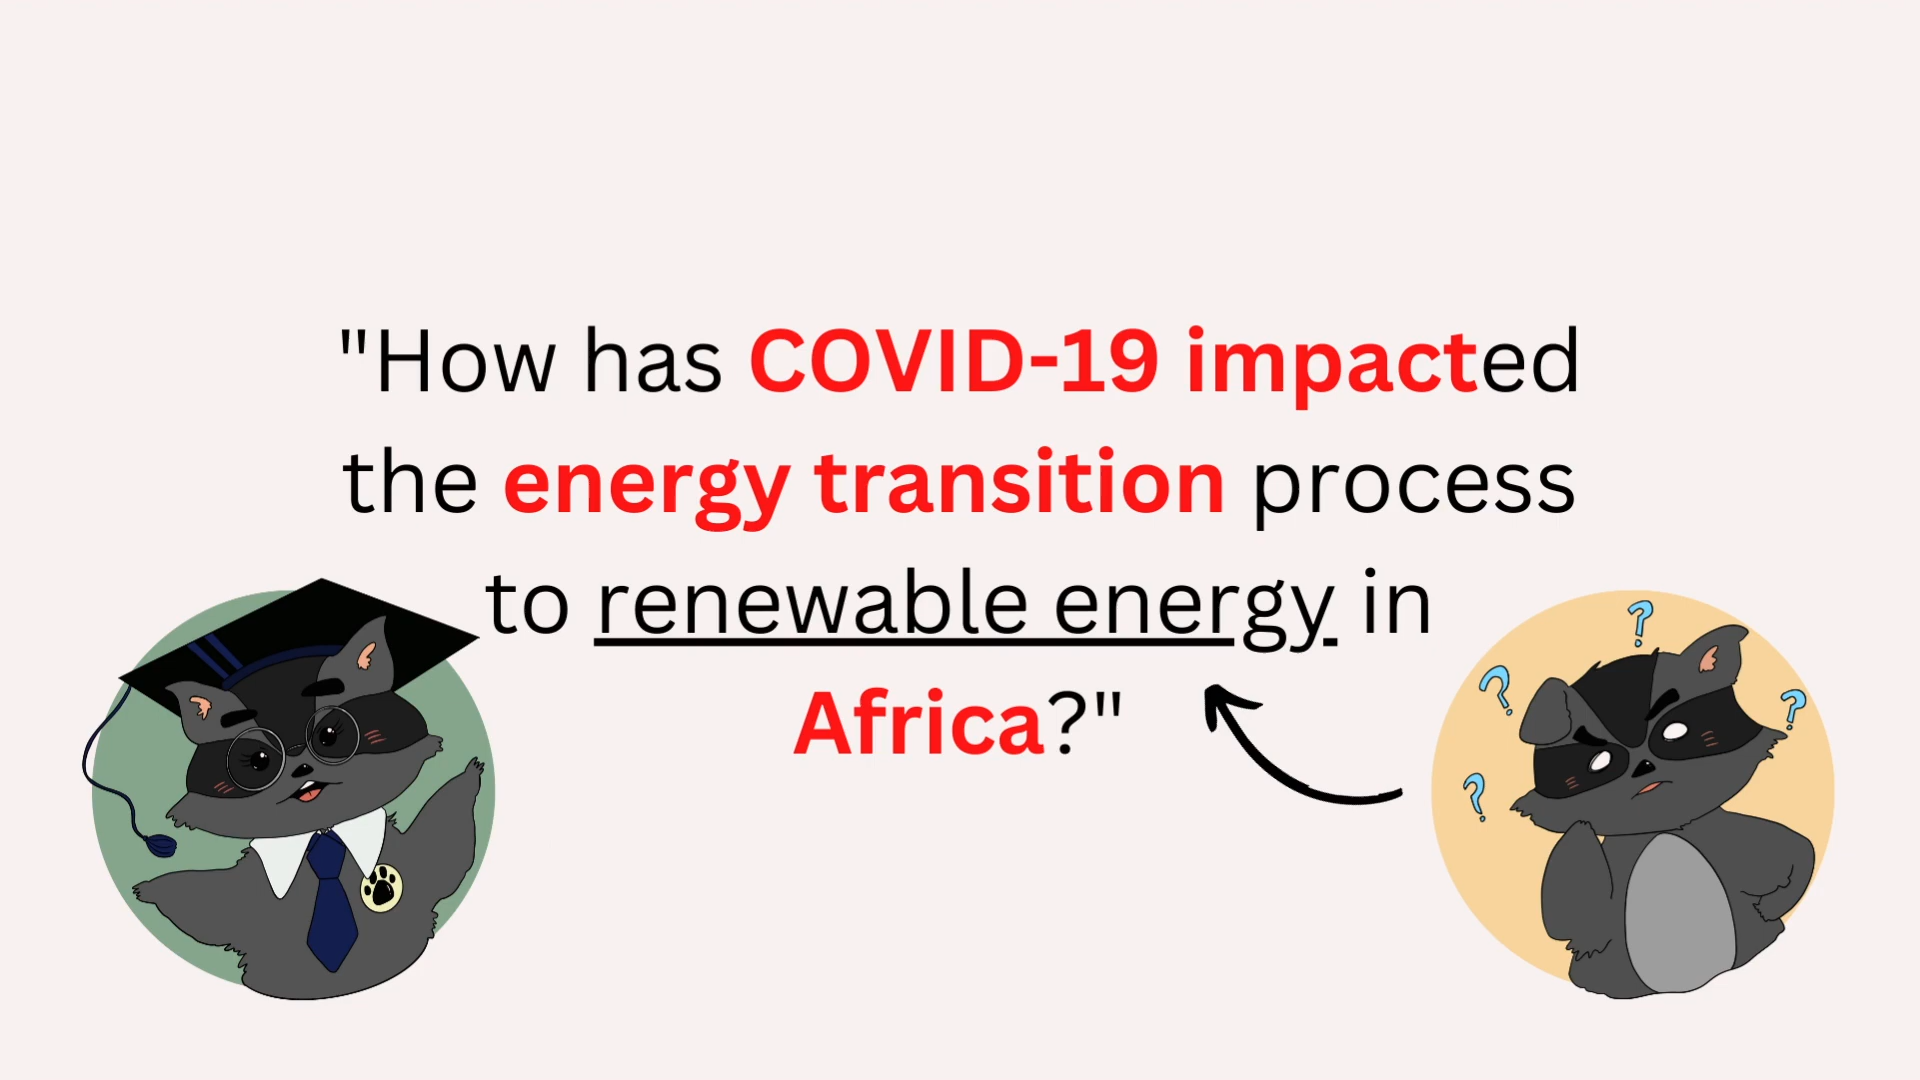 "How has COVID-19 impacted
the energy transition process
to renewable energy in
Africa?"